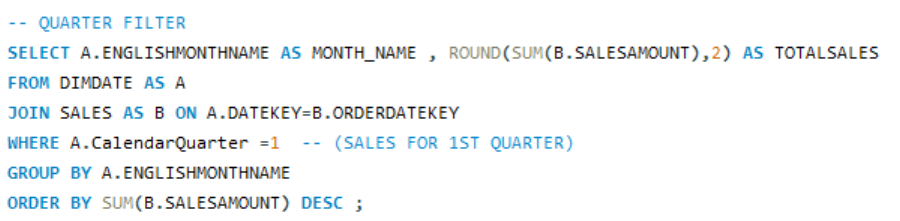 -- QUARTER FILTER
SELECT A.ENGLISHMONTHNAME AS MONTH_NAME , ROUND(SUM(B.SALESAMOUNT),2) AS TOTALSALES
FROM DIMDATE AS A
JOIN SALES AS B ON A.DATEKEY=B.ORDERDATEKEY
WHERE A.CalendarQuarter =1  -- (SALES FOR 1ST QUARTER)
GROUP BY A.ENGLISHMONTHNAME
ORDER BY SUM(B.SALESAMOUNT) DESC ;